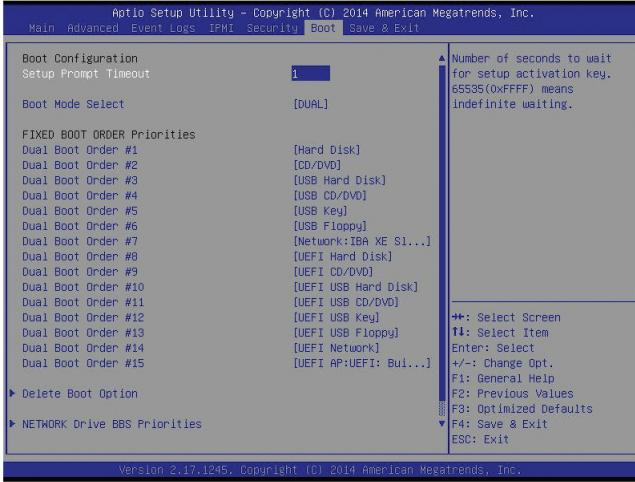 Aptio Setup Utility – Copyright (C) 2014 American Megatrends, Inc.
Main Advanced Event Logs IPMI Security Boot Save & Exit
Boot Configuration
Setup Prompt Timeout 1
Boot Mode Select [DUAL]
FIXED BOOT ORDER Priorities
Dual Boot Order #1 [Hard Disk]
Dual Boot Order #2 [CD/DVD]
Dual Boot Order #3 [USB Hard Disk]
Dual Boot Order #4 [USB CD/DVD]
Dual Boot Order #5 [USB Key]
Dual Boot Order #6 [USB Floppy]
Dual Boot Order #7 [Network:IBA XE Sl...]
Dual Boot Order #8 [UEFI Hard Disk]
Dual Boot Order #9 [UEFI CD/DVD]
Dual Boot Order #10 [UEFI USB Hard Disk]
Dual Boot Order #11 [UEFI USB CD/DVD]
Dual Boot Order #12 [UEFI USB Key]
Dual Boot Order #13 [UEFI USB Floppy]
Dual Boot Order #14 [UEFI Network]
Dual Boot Order #15 [UEFI AP:UEFI: Bui...]
Delete Boot Option
NETWORK Drive BBS Priorities
Number of seconds to wait
for setup activation key.
65535(0xFFFF) means
indefinite waiting.
→←: Select Screen
↑↓: Select Item
Enter: Select
+/-: Change Opt.
F1: General Help
F2: Previous Values
F3: Optimized Defaults
F4: Save & Exit
ESC: Exit
Version 2.17.1245. Copyright (C) 2014 American Megatrends, Inc.